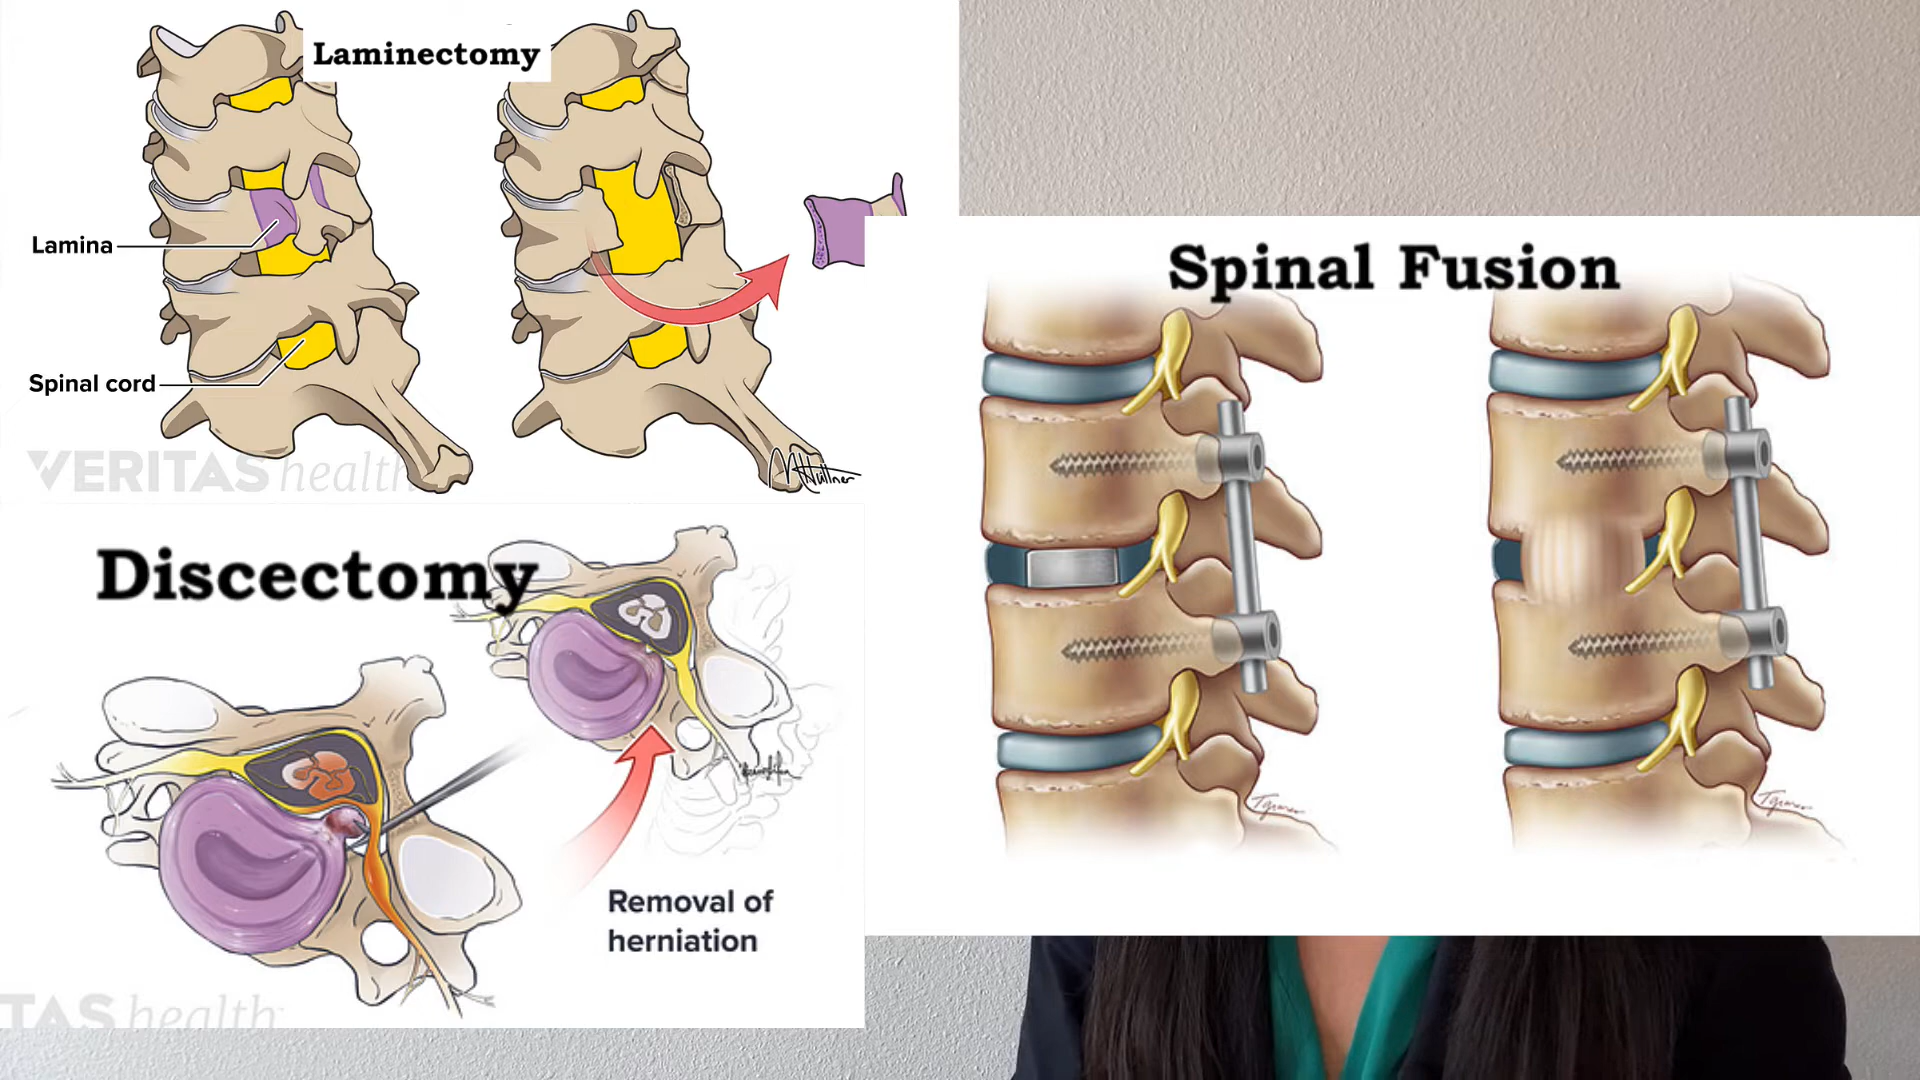 Laminectomy
Lamina
Spinal cord
VERITAS health
Discectomy
Removal of
herniation
TAS health
Spinal Fusion